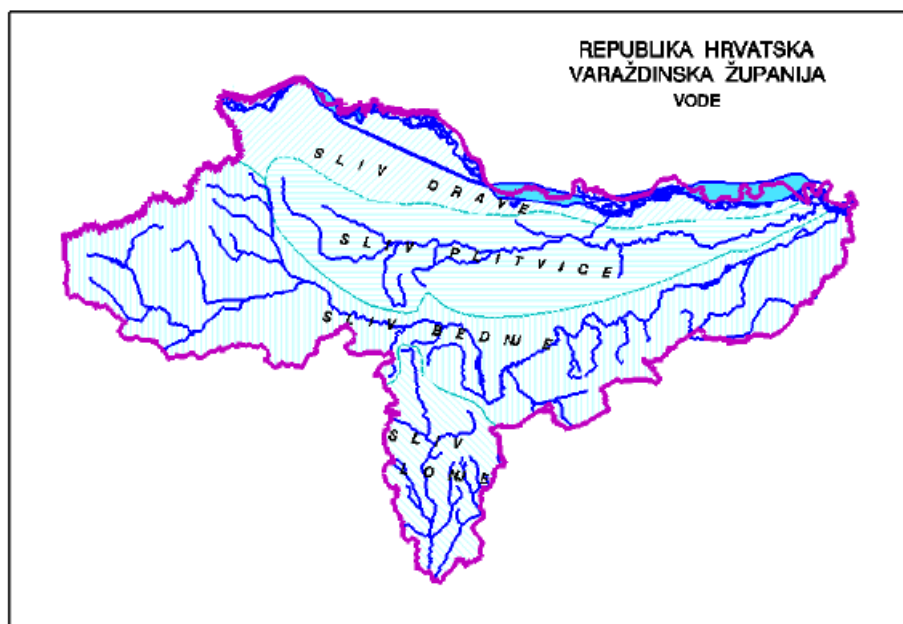 REPUBLIKA HRVATSKA
VARAŽDINSKA ŽUPANIJA
VODE
SLIV DRAVE
SLIV PLITVICE
SLIV BEDNJE
SLIV
LONJE